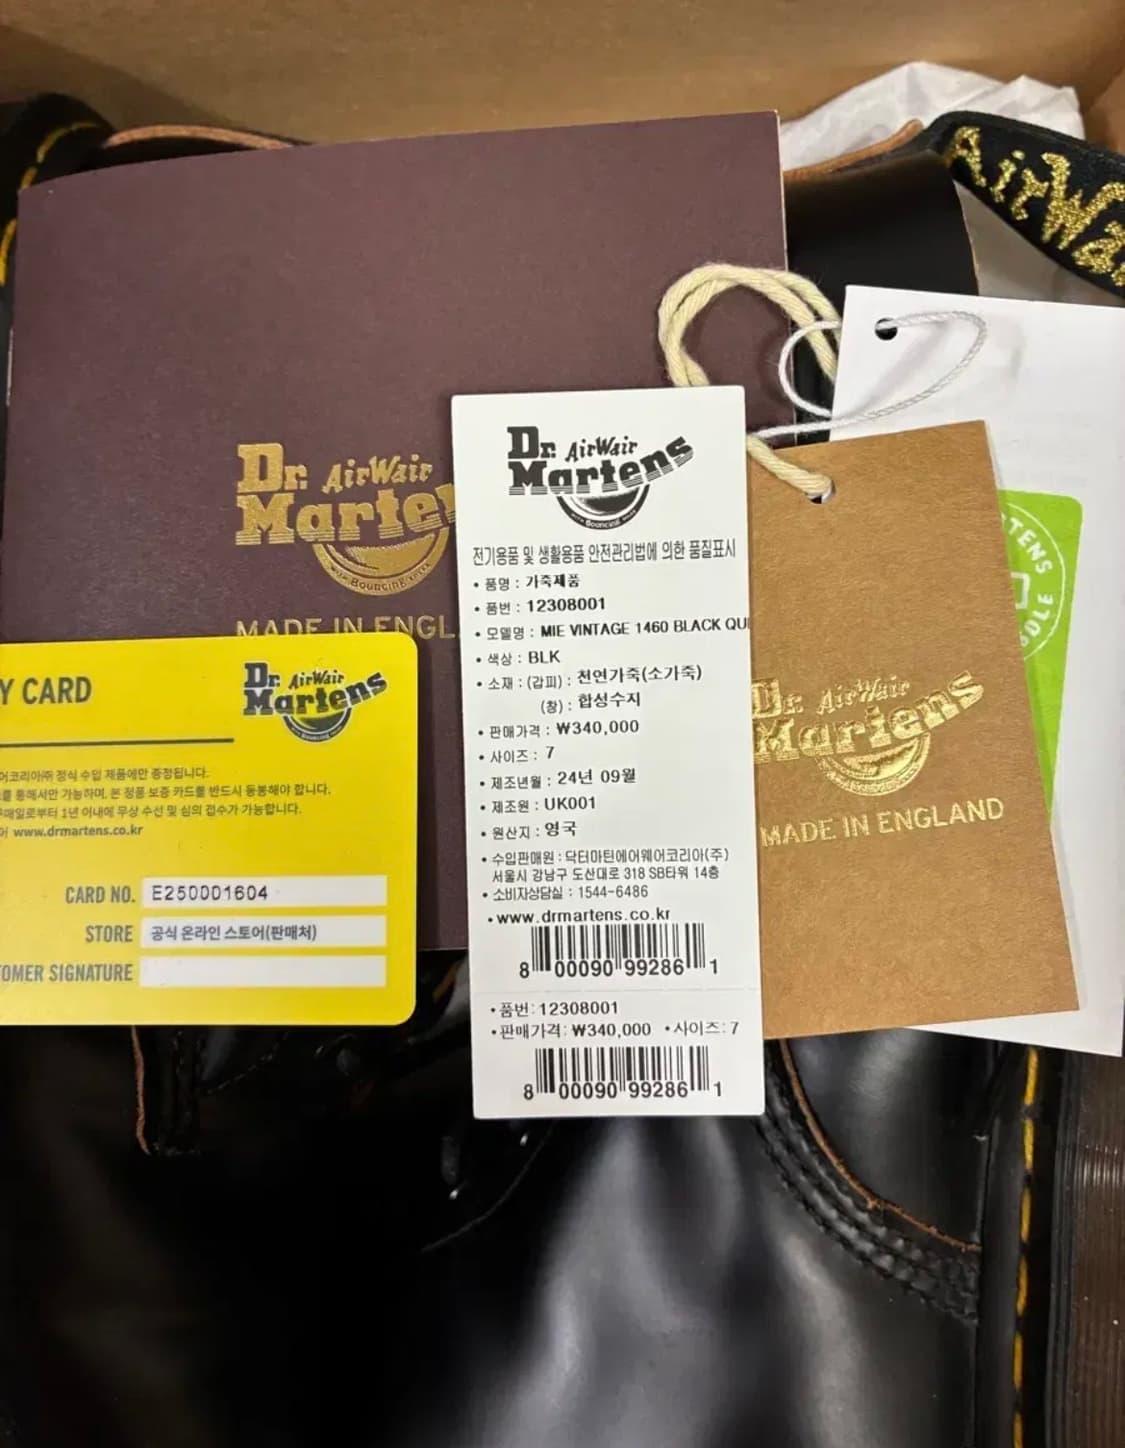 AirWa
Dr. AirWair
Marten
WITH Bouncing SOLES
MADE IN ENGL
Y CARD
Dr. AirWair
Martens
어코리아㈜ 정식 수입 제품에만 증정됩니다.
를 통해서만 가능하며, 본 정품 보증 카드를 반드시 동봉해야 합니다.
구매일로부터 1년 이내에 무상 수선 및 심의 접수가 가능합니다.
어 www.drmartens.co.kr
CARD NO. E250001604
STORE 공식 온라인 스토어(판매처)
TOMER SIGNATURE
Dr. AirWair
Martens
WITH Bouncing SOLES
전기용품 및 생활용품 안전관리법에 의한 품질표시
• 품명 : 가죽제품
• 품번 : 12308001
• 모델명 : MIE VINTAGE 1460 BLACK QUI
• 색상 : BLK
• 소재 : (갑피) : 천연가죽(소가죽)
(창) : 합성수지
• 판매가격 : ₩340,000
• 사이즈 : 7
• 제조년월 : 24년 09월
• 제조원 : UK001
• 원산지 : 영국
• 수입판매원 : 닥터마틴에어웨어코리아(주)
서울시 강남구 도산대로 318 SB타워 14층
• 소비자상담실 : 1544-6486
• www.drmartens.co.kr
8 00090 99286 1
• 품번: 12308001
• 판매가격: ₩340,000 • 사이즈: 7
8 00090 99286 1
Dr. AirWair
Martens
MADE IN ENGLAND
RTENS
SOLE